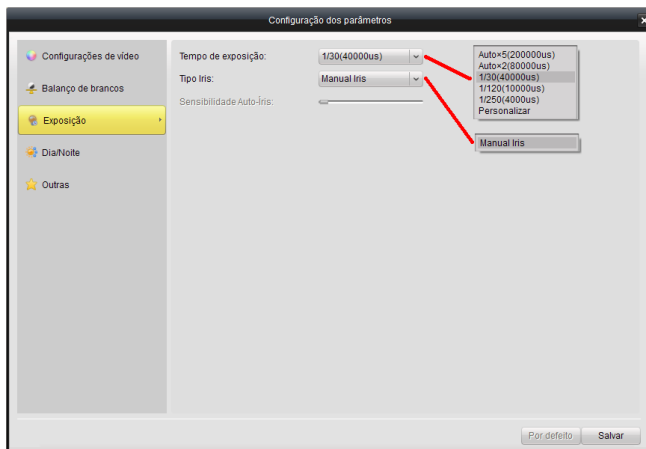 Configuração dos parâmetros
Configurações de vídeo
Balanço de brancos
Exposição
Dia/Noite
Outras
Tempo de exposição: 1/30(40000us)
Tipo Iris: Manual Iris
Sensibilidade Auto-Íris:
Auto×5(200000us)
Auto×2(80000us)
1/30(40000us)
1/120(10000us)
1/250(4000us)
Personalizar
Manual Iris
Por defeito Salvar